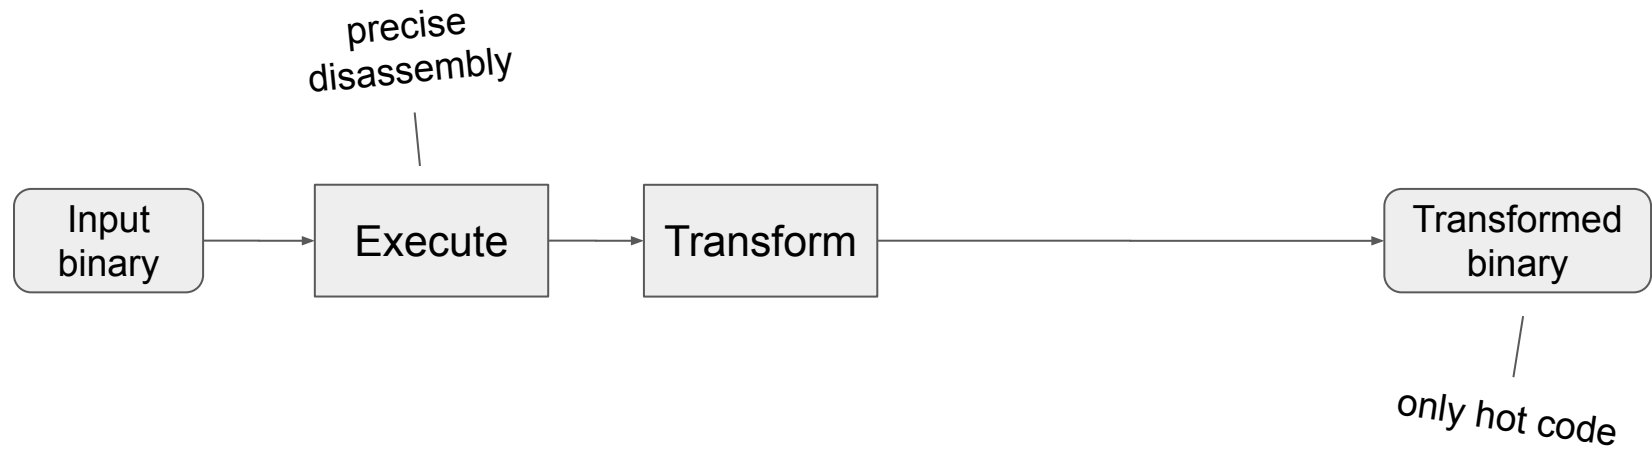 precise
disassembly
Input
binary
Execute
Transform
Transformed
binary
only hot code